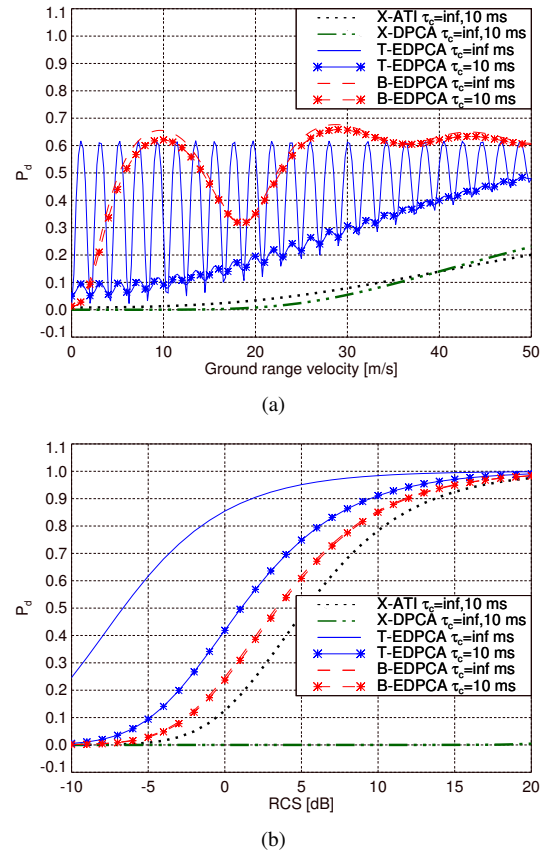 1.1
1.0
0.9
0.8
0.7
0.6
0.5
0.4
0.3
0.2
0.1
0.0
-0.1
P_d
X-ATI τ_c=inf,10 ms
X-DPCA τ_c=inf,10 ms
T-EDPCA τ_c=inf ms
T-EDPCA τ_c=10 ms
B-EDPCA τ_c=inf ms
B-EDPCA τ_c=10 ms
0 10 20 30 40 50
Ground range velocity [m/s]
(a)
1.1
1.0
0.9
0.8
0.7
0.6
0.5
0.4
0.3
0.2
0.1
0.0
-0.1
P_d
X-ATI τ_c=inf,10 ms
X-DPCA τ_c=inf,10 ms
T-EDPCA τ_c=inf ms
T-EDPCA τ_c=10 ms
B-EDPCA τ_c=inf ms
B-EDPCA τ_c=10 ms
-10 -5 0 5 10 15 20
RCS [dB]
(b)